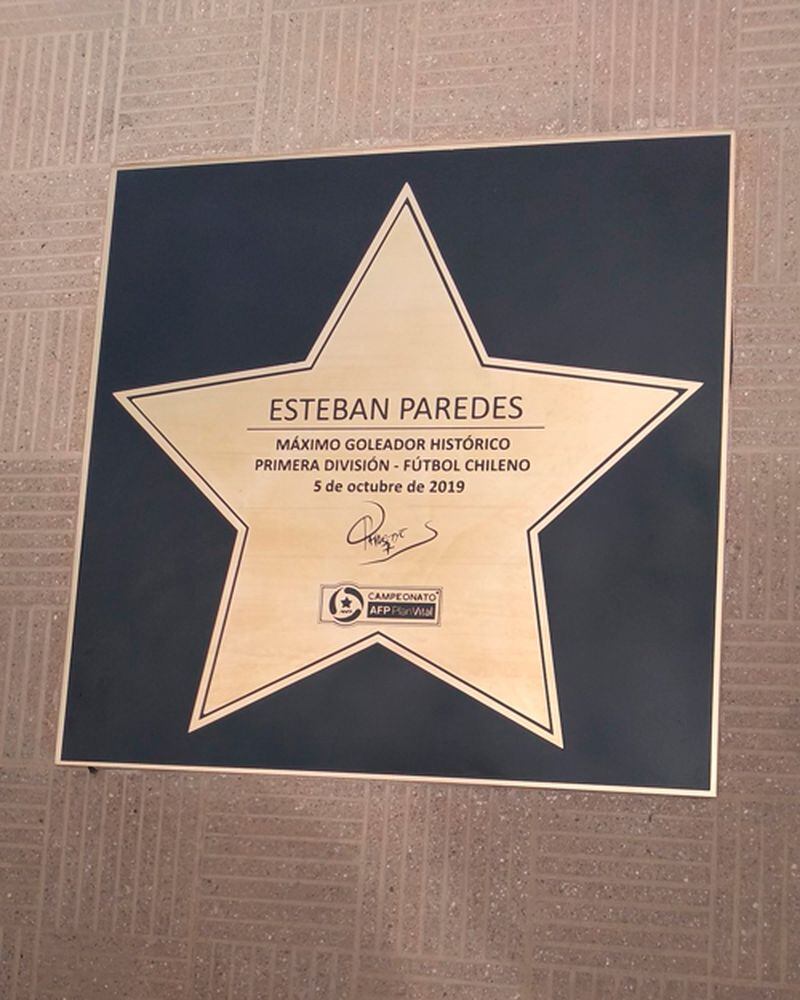 ESTEBAN PAREDES
MÁXIMO GOLEADOR HISTÓRICO
PRIMERA DIVISIÓN - FÚTBOL CHILENO
5 de octubre de 2019
CAMPEONATO
AFP PlanVital